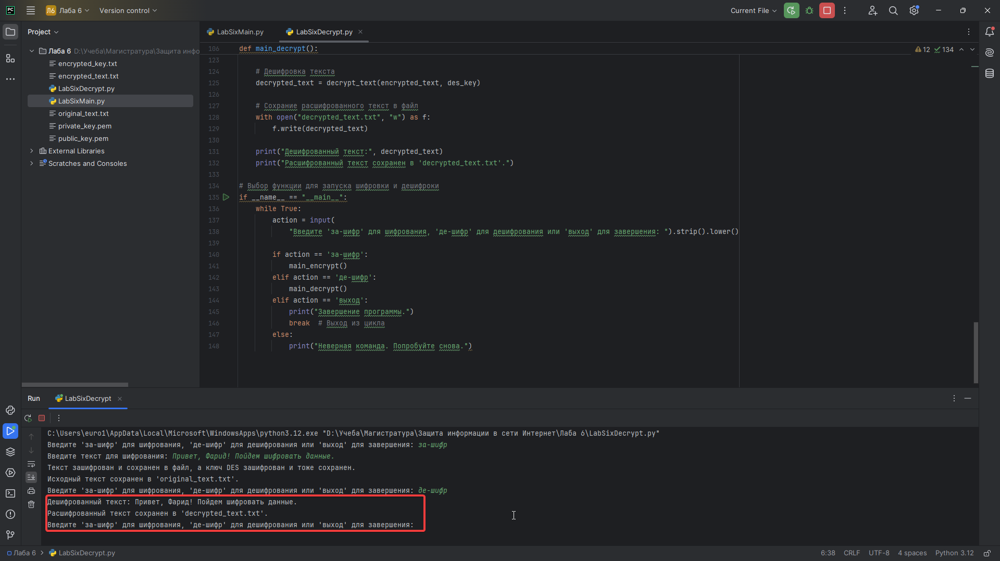 PC
Л6 Лаба 6 Version control Current File
Project
LabSixMain.py LabSixDecrypt.py
Лаба 6 D:\Учеба\Магистратура\Защита инфо
encrypted_key.txt
encrypted_text.txt
LabSixDecrypt.py
LabSixMain.py
original_text.txt
private_key.pem
public_key.pem
External Libraries
Scratches and Consoles
12 134
106 def main_decrypt():
123
124 # Дешифровка текста
125 decrypted_text = decrypt_text(encrypted_text, des_key)
126
127 # Сохрание расшифрованного текст в файл
128 with open("decrypted_text.txt", "w") as f:
129 f.write(decrypted_text)
130
131 print("Дешифрованный текст:", decrypted_text)
132 print("Расшифрованный текст сохранен в 'decrypted_text.txt'.")
133
134 # Выбор функции для запуска шифровки и дешифроки
135 if __name__ == "__main__":
136 while True:
137 action = input(
138 "Введите 'за-шифр' для шифрования, 'де-шифр' для дешифрования или 'выход' для завершения: ").strip().lower()
139
140 if action == 'за-шифр':
141 main_encrypt()
142 elif action == 'де-шифр':
143 main_decrypt()
144 elif action == 'выход':
145 print("Завершение программы.")
146 break # Выход из цикла
147 else:
148 print("Неверная команда. Попробуйте снова.")
Run LabSixDecrypt
C:\Users\euro1\AppData\Local\Microsoft\WindowsApps\python3.12.exe "D:\Учеба\Магистратура\Защита информации в сети Интернет\Лаба 6\LabSixDecrypt.py"
Введите 'за-шифр' для шифрования, 'де-шифр' для дешифрования или 'выход' для завершения: за-шифр
Введите текст для шифрования: Привет, Фарид! Пойдем шифровать данные.
Текст зашифрован и сохранен в файл, а ключ DES зашифрован и тоже сохранен.
Исходный текст сохранен в 'original_text.txt'.
Введите 'за-шифр' для шифрования, 'де-шифр' для дешифрования или 'выход' для завершения: де-шифр
Дешифрованный текст: Привет, Фарид! Пойдем шифровать данные.
Расшифрованный текст сохранен в 'decrypted_text.txt'.
Введите 'за-шифр' для шифрования, 'де-шифр' для дешифрования или 'выход' для завершения:
Лаба 6 LabSixDecrypt.py 6:38 CRLF UTF-8 4 spaces Python 3.12